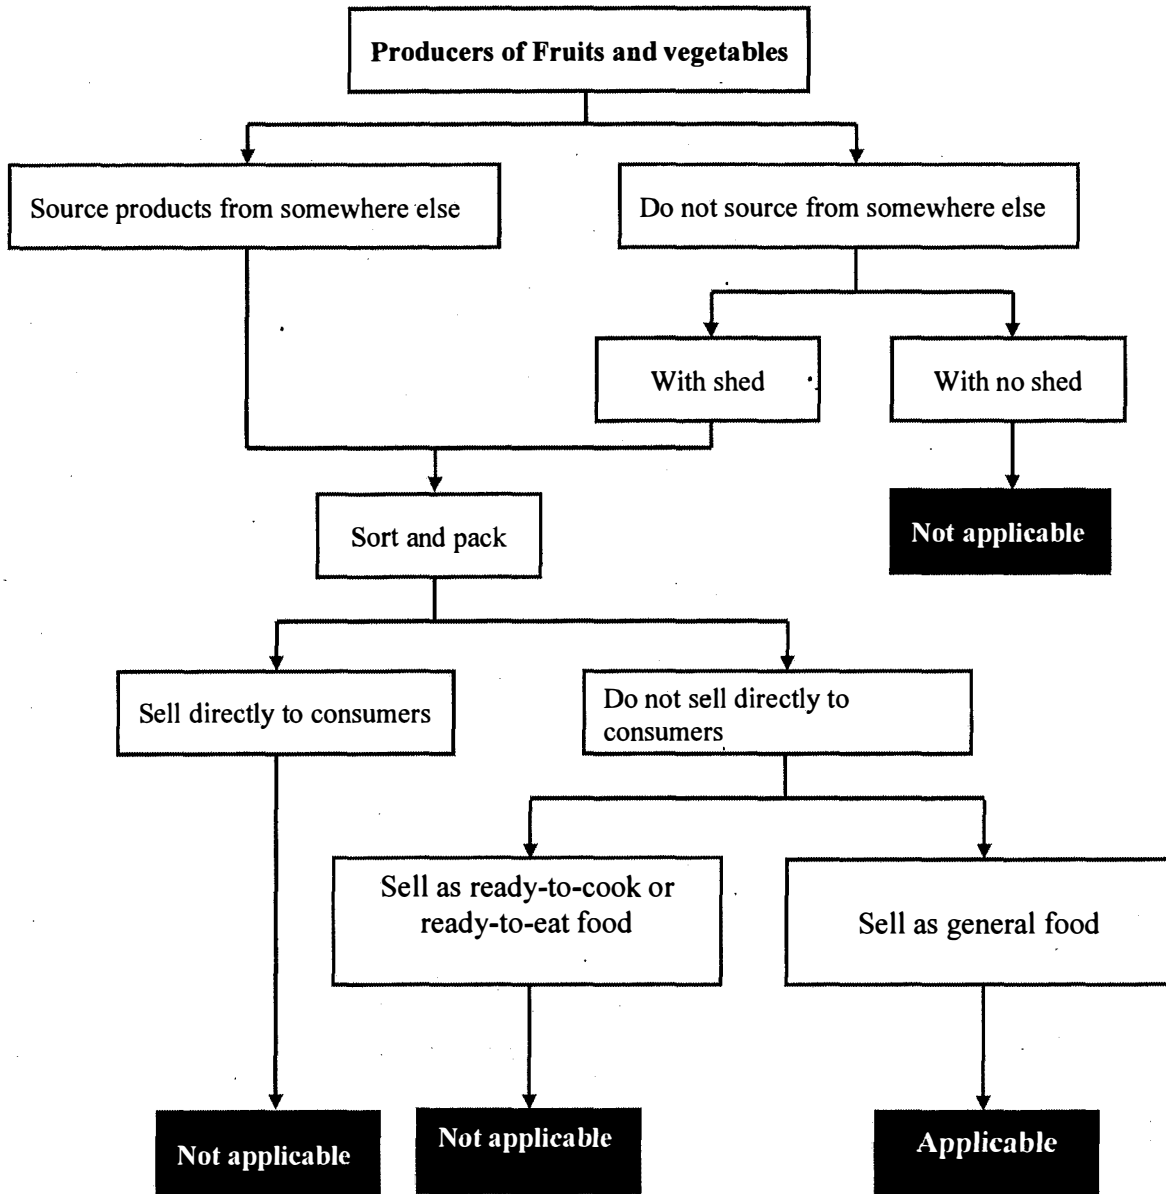 Producers of Fruits and vegetables
Source products from somewhere else
Do not source from somewhere else
With shed
With no shed
Not applicable
Sort and pack
Sell directly to consumers
Do not sell directly to
consumers
Sell as ready-to-cook or
ready-to-eat food
Sell as general food
Not applicable
Not applicable
Applicable